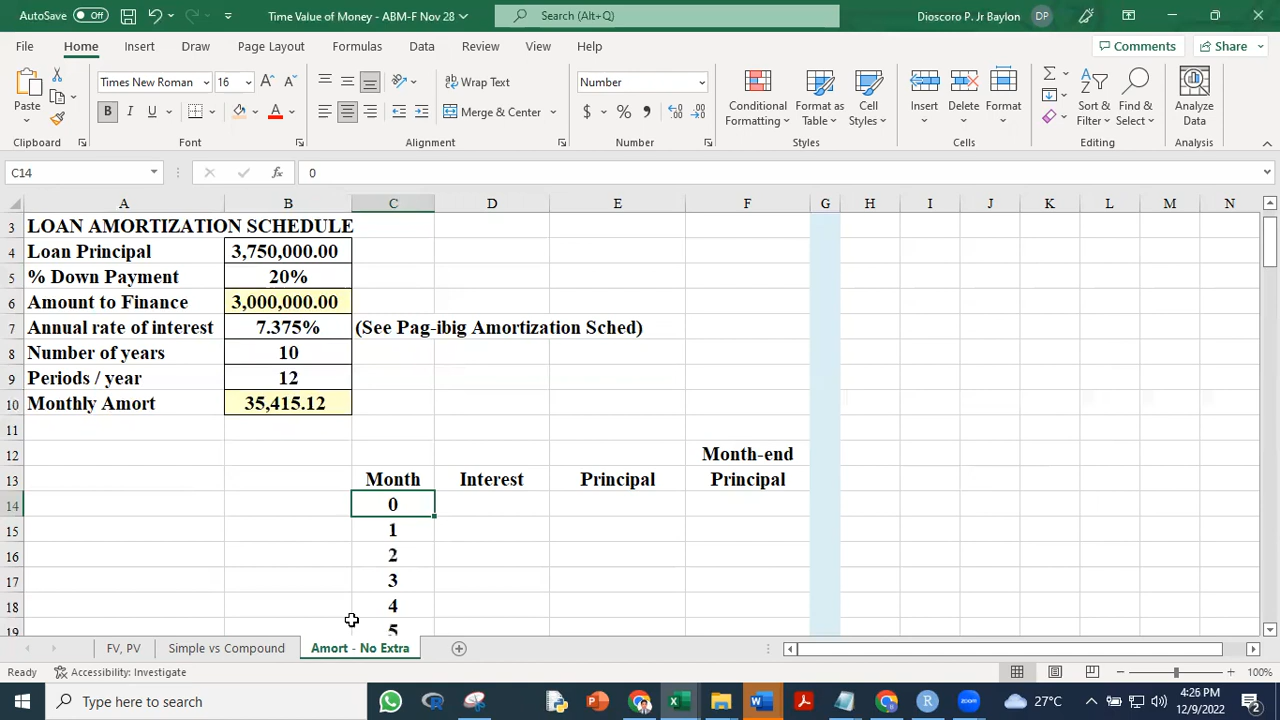 AutoSave Off Time Value of Money - ABM-F Nov 28 Search (Alt+Q) Dioscoro P. Jr Baylon DP
File Home Insert Draw Page Layout Formulas Data Review View Help Comments Share
Paste Times New Roman 16 Wrap Text Number Conditional Formatting Format as Table Cell Styles Insert Delete Format Sort & Filter Find & Select Analyze Data
B I U A Merge & Center $ %
Clipboard Font Alignment Number Styles Cells Editing Analysis
C14 fx 0
A B C D E F G H I J K L M N
3 LOAN AMORTIZATION SCHEDULE
4 Loan Principal 3,750,000.00
5 % Down Payment 20%
6 Amount to Finance 3,000,000.00
7 Annual rate of interest 7.375% (See Pag-ibig Amortization Sched)
8 Number of years 10
9 Periods / year 12
10 Monthly Amort 35,415.12
11
12 Month-end
13 Month Interest Principal Principal
14 0
15 1
16 2
17 3
18 4
19 5
FV, PV Simple vs Compound Amort - No Extra
Ready Accessibility: Investigate 100%
Type here to search 27°C 4:26 PM
12/9/2022 2